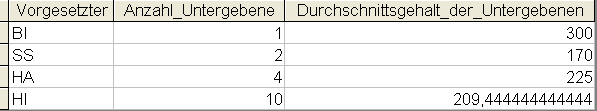 Vorgesetzter Anzahl_Untergebene Durchschnittsgehalt_der_Untergebenen
BI 1 300
SS 2 170
HA 4 225
HI 10 209,444444444444